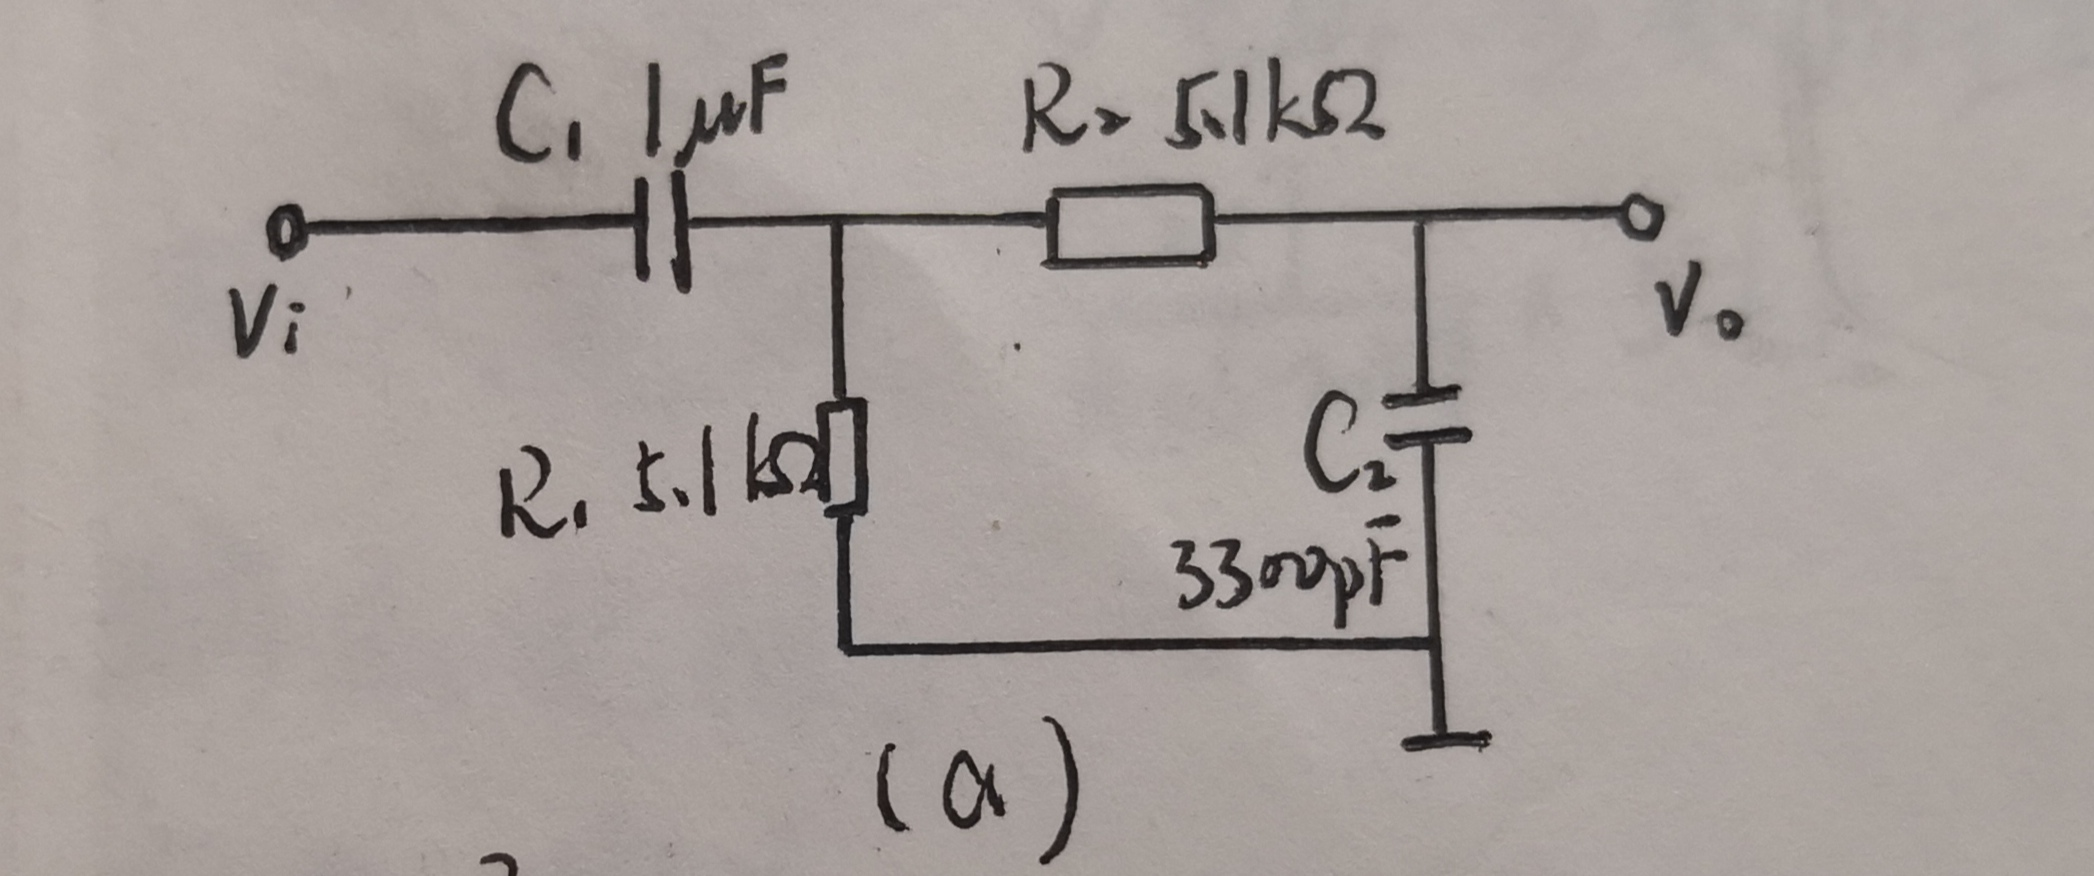 C₁ 1μF R₂ 5.1kΩ
Vi Vo
R₁ 5.1kΩ C₂
3300pF
(a)